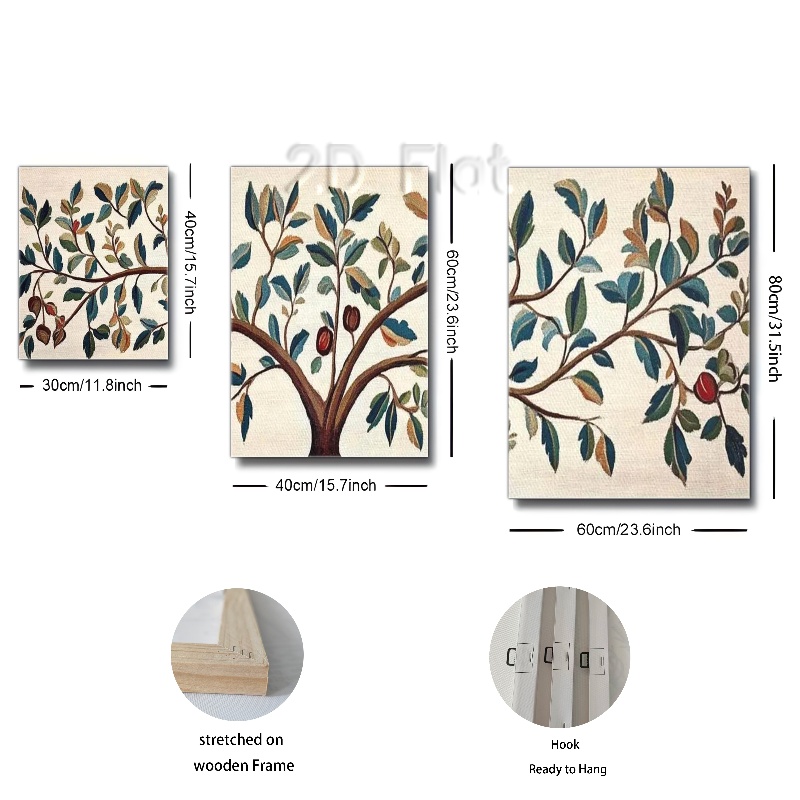 2D Flat
40cm/15.7inch
30cm/11.8inch
60cm/23.6inch
40cm/15.7inch
80cm/31.5inch
60cm/23.6inch
stretched on
wooden Frame
Hook
Ready to Hang